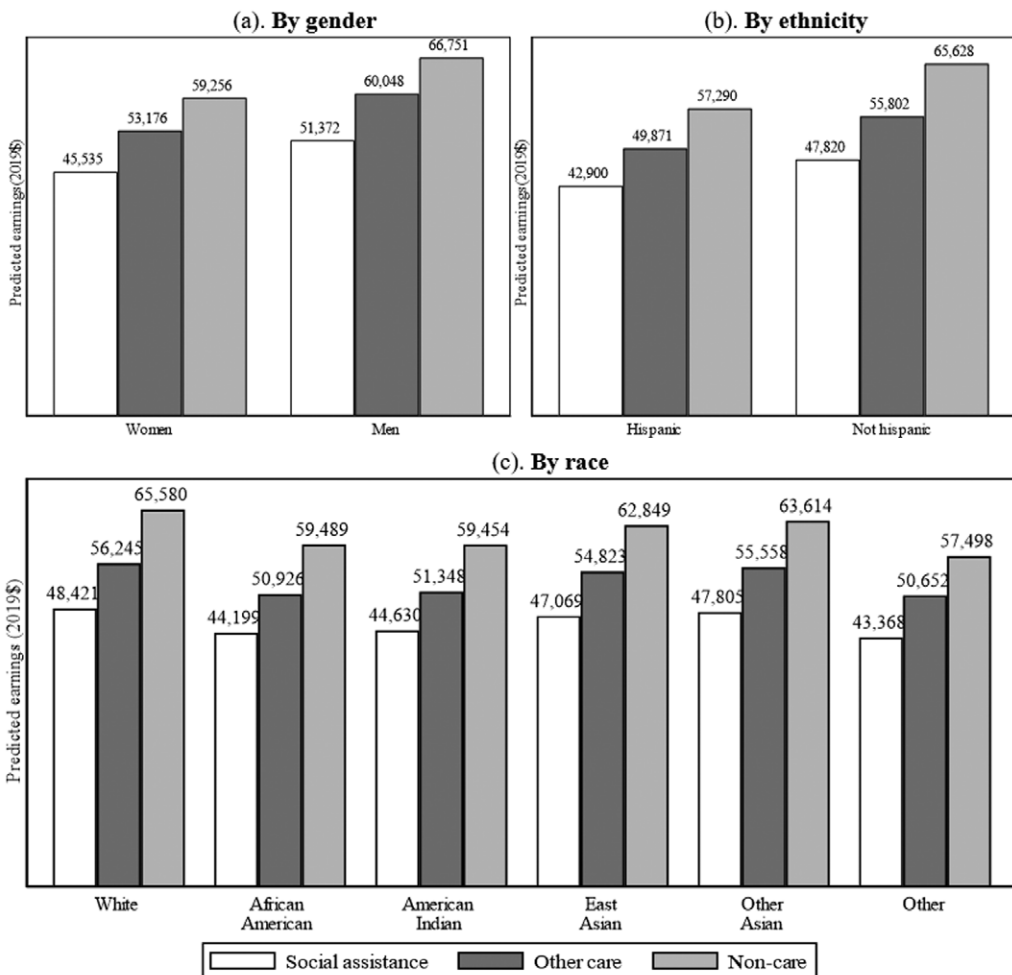 (a). By gender
(b). By ethnicity
Predicted earnings (2019$)
45,535
53,176
59,256
51,372
60,048
66,751
Women
Men
Predicted earnings (2019$)
42,900
49,871
57,290
47,820
55,802
65,628
Hispanic
Not hispanic
(c). By race
Predicted earnings (2019$)
48,421
56,245
65,580
44,199
50,926
59,489
44,630
51,348
59,454
47,069
54,823
62,849
47,805
55,558
63,614
43,368
50,652
57,498
White
African
American
American
Indian
East
Asian
Other
Asian
Other
Social assistance
Other care
Non-care